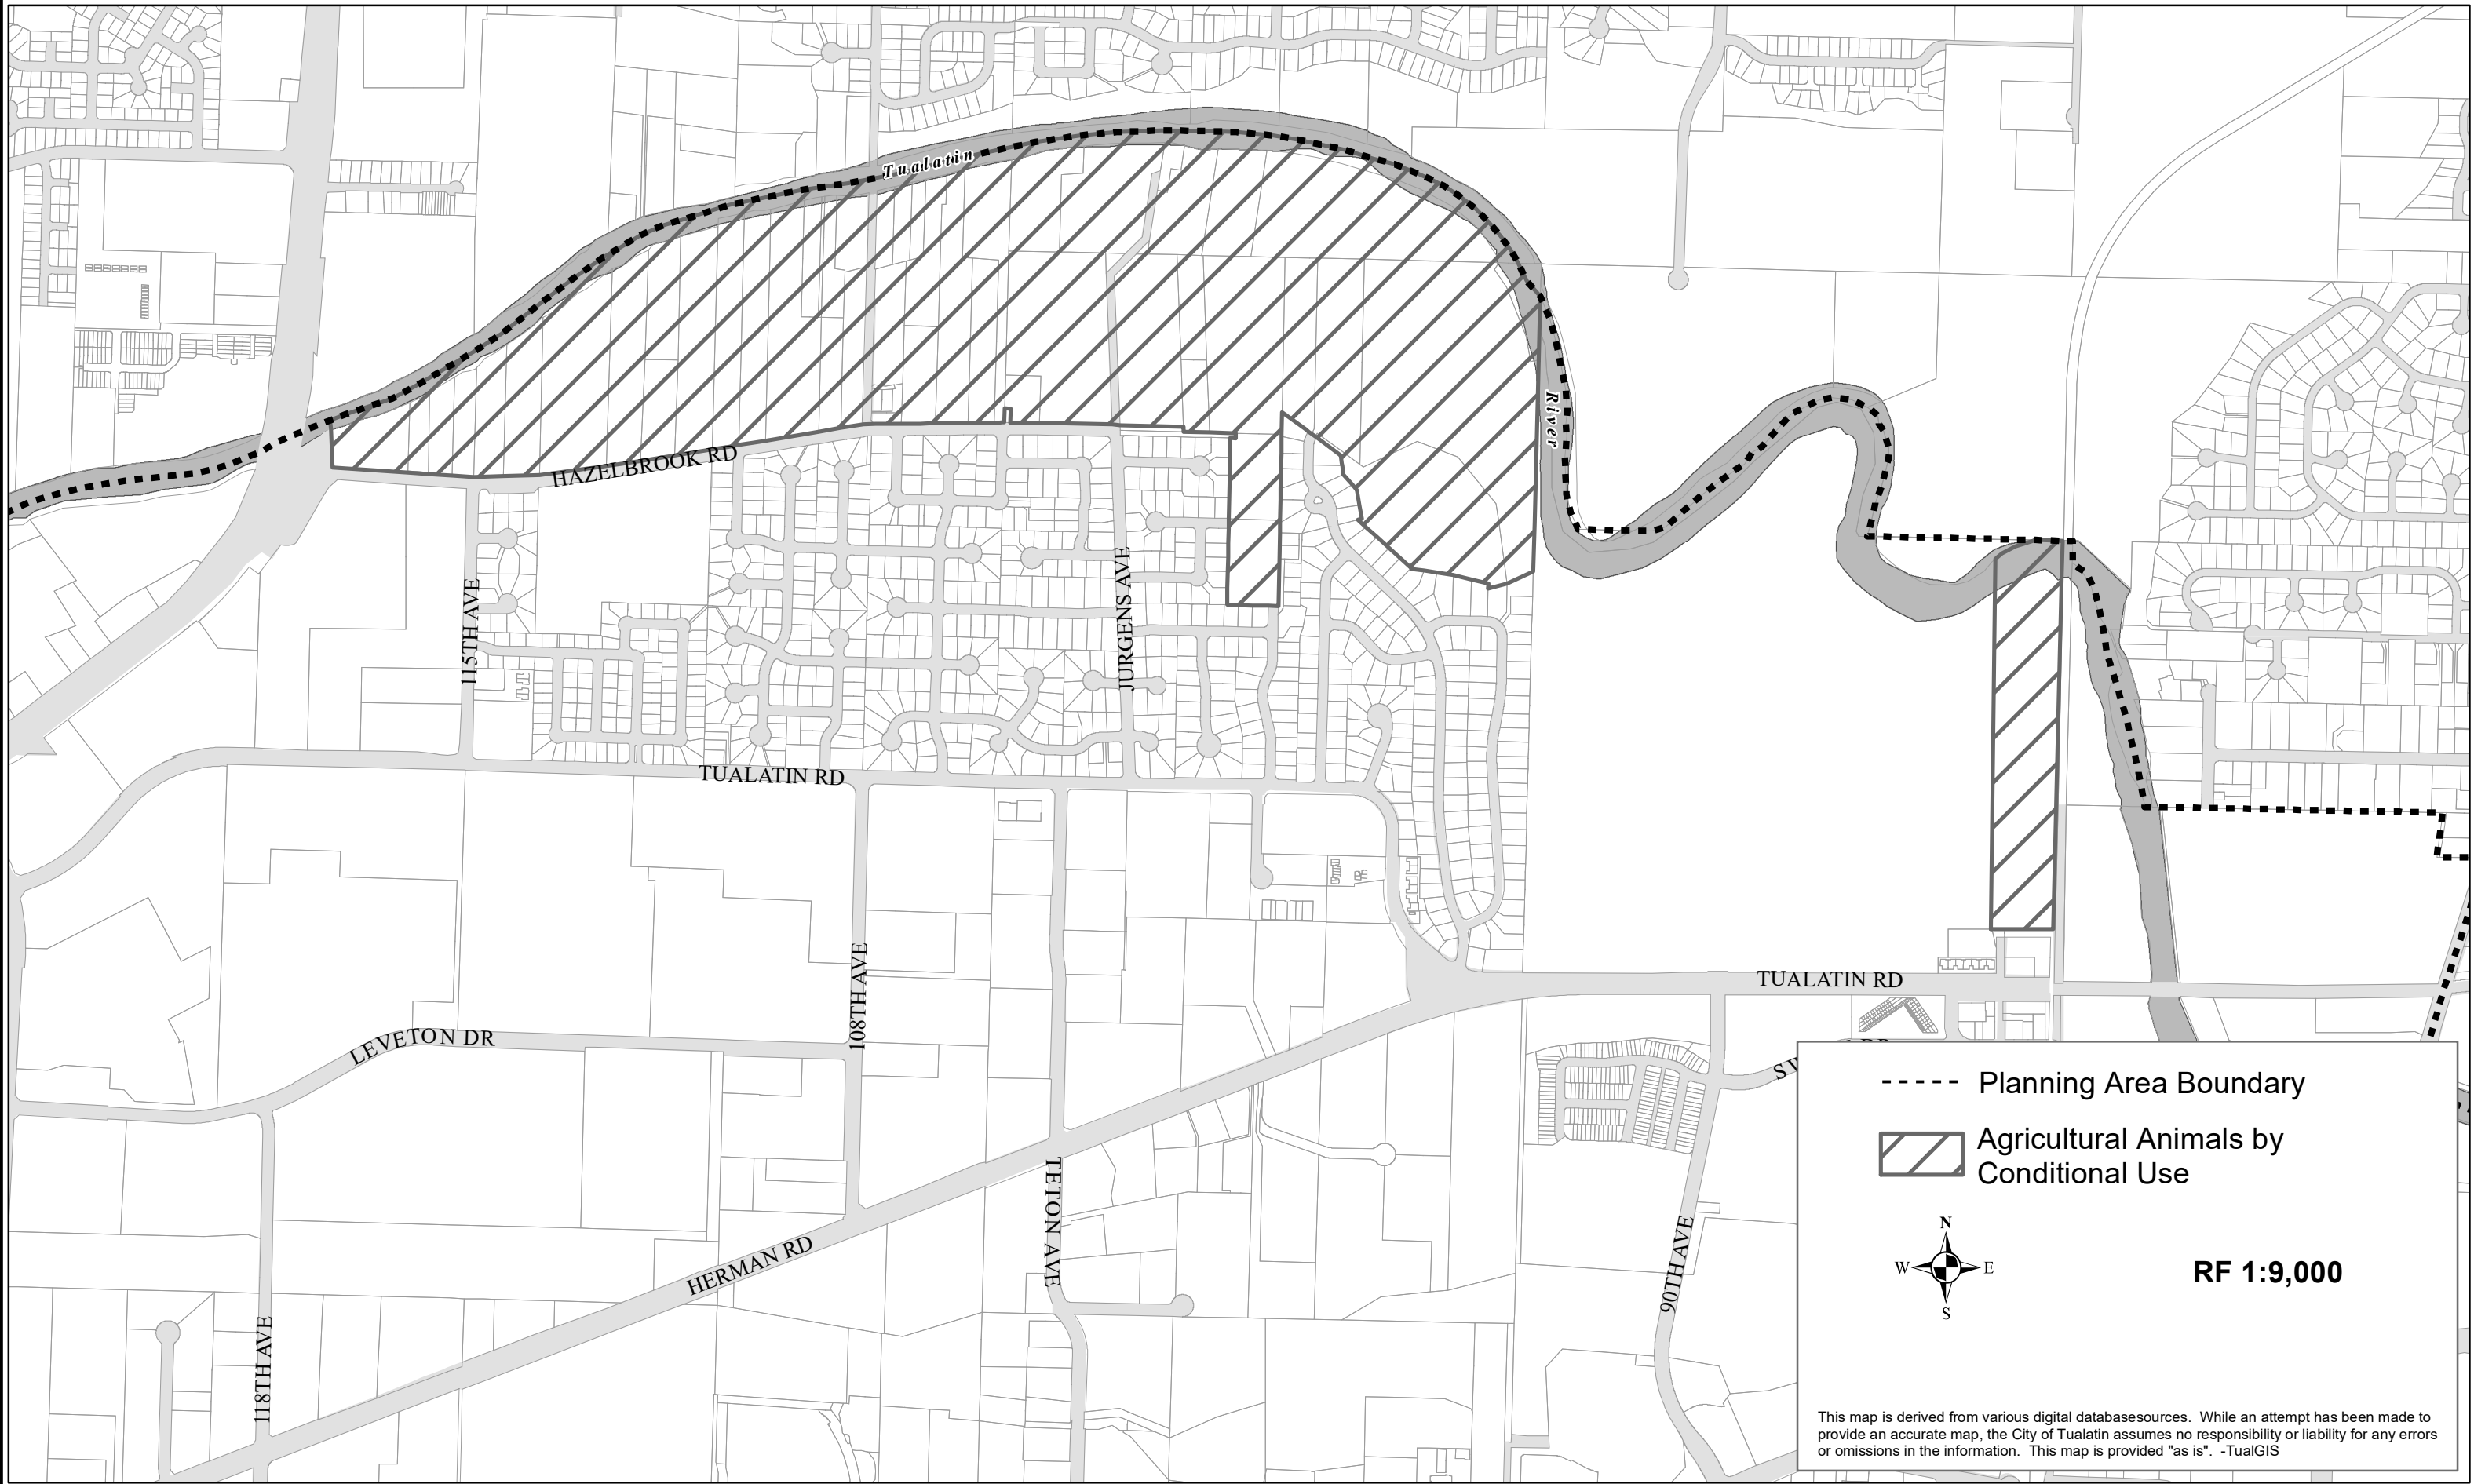 Tualatin
River
HAZELBROOK RD
115TH AVE
JURGENS AVE
TUALATIN RD
108TH AVE
TUALATIN RD
LEVETON DR
TETON AVE
HERMAN RD
90TH AVE
118TH AVE
Planning Area Boundary
Agricultural Animals by
Conditional Use
N
W E
S
RF 1:9,000
This map is derived from various digital databasesources. While an attempt has been made to
provide an accurate map, the City of Tualatin assumes no responsibility or liability for any errors
or omissions in the information. This map is provided "as is". -TualGIS